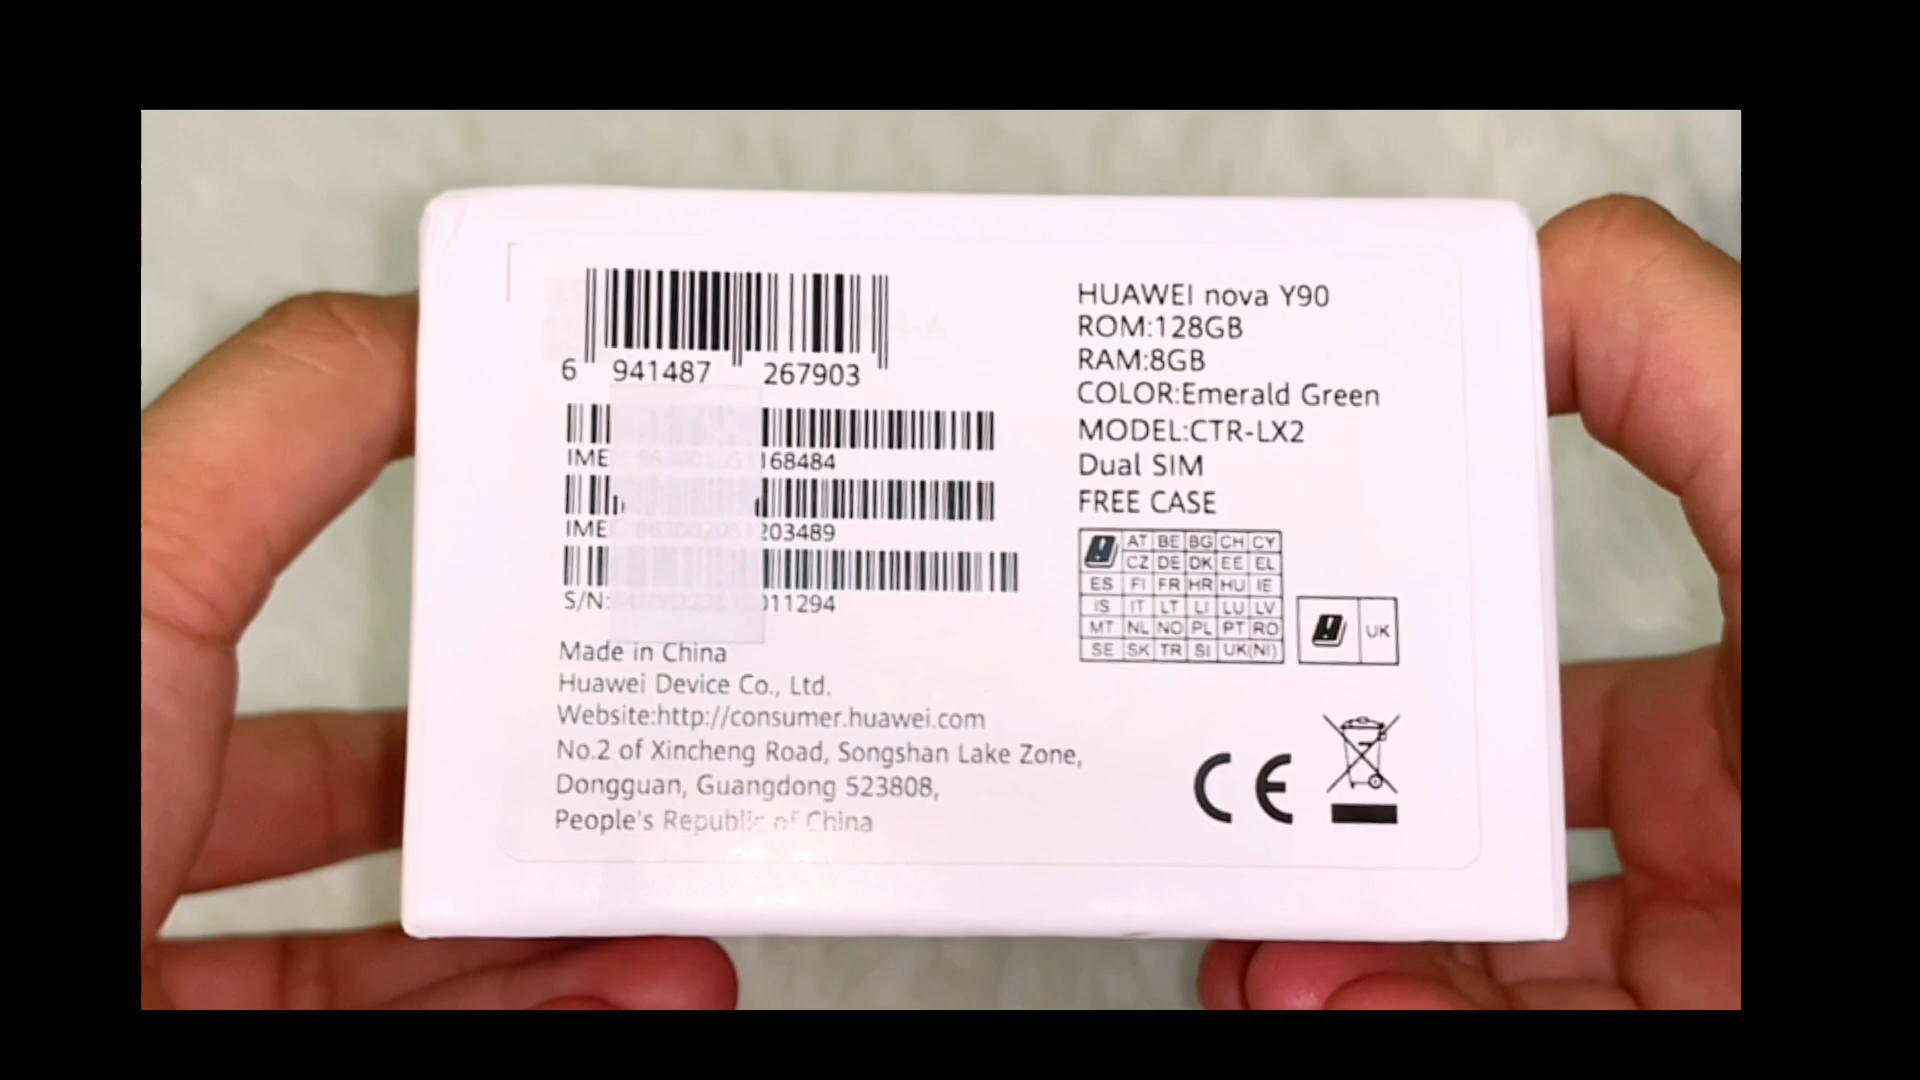 6 941487 267903
IME 168484
IME 203489
S/N: 011294
Made in China
Huawei Device Co., Ltd.
Website:http://consumer.huawei.com
No.2 of Xincheng Road, Songshan Lake Zone,
Dongguan, Guangdong 523808,
People's Republic of China
HUAWEI nova Y90
ROM:128GB
RAM:8GB
COLOR:Emerald Green
MODEL:CTR-LX2
Dual SIM
FREE CASE
AT BE BG CH CY
CZ DE DK EE EL
ES FI FR HR HU IE
IS IT LT LI LU LV
MT NL NO PL PT RO
SE SK TR SI UK(NI)
UK
CE